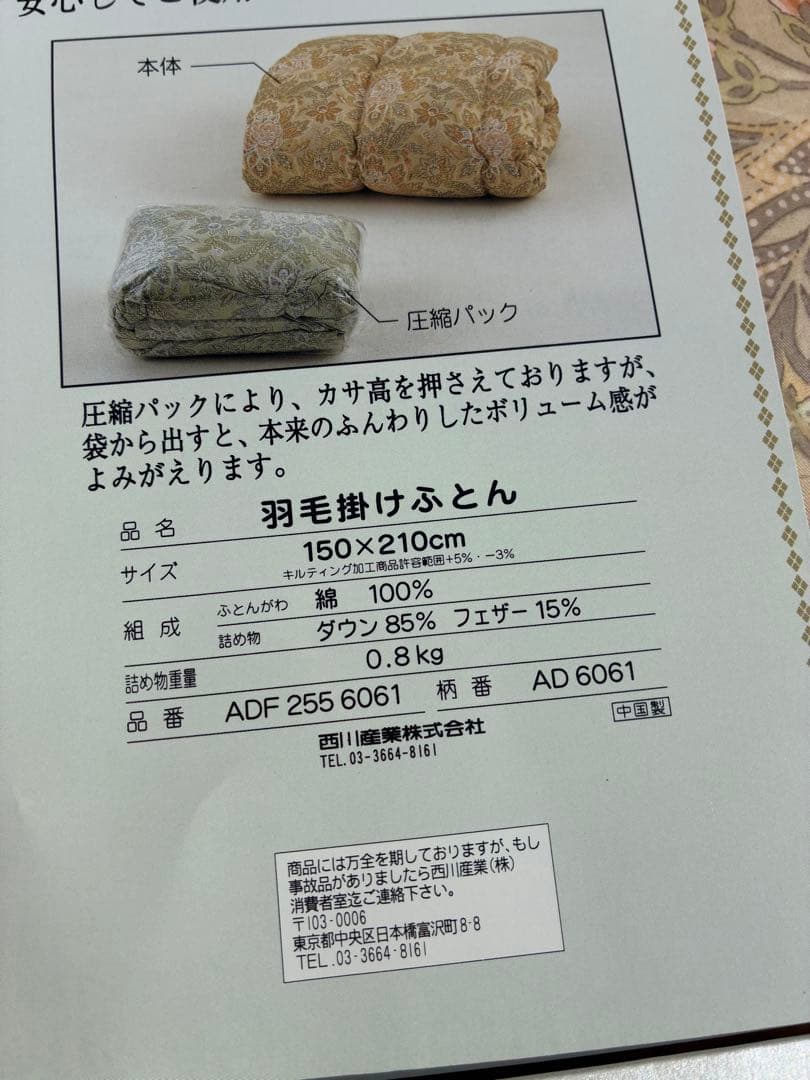 安心してご使用
本体
圧縮パック
圧縮パックにより、カサ高を押さえておりますが、
袋から出すと、本来のふんわりしたボリューム感が
よみがえります。
品名 羽毛掛けふとん
サイズ 150×210cm
キルティング加工商品許容範囲+5%・-3%
組成 ふとんがわ 綿 100%
詰め物 ダウン 85% フェザー 15%
詰め物重量 0.8kg
品番 ADF 255 6061 柄番 AD 6061
西川産業株式会社 中国製
TEL.03-3664-8161
商品には万全を期しておりますが、もし
事故品がありましたら西川産業(株)
消費者室迄ご連絡下さい。
〒103-0006
東京都中央区日本橋富沢町8-8
TEL.03-3664-8161